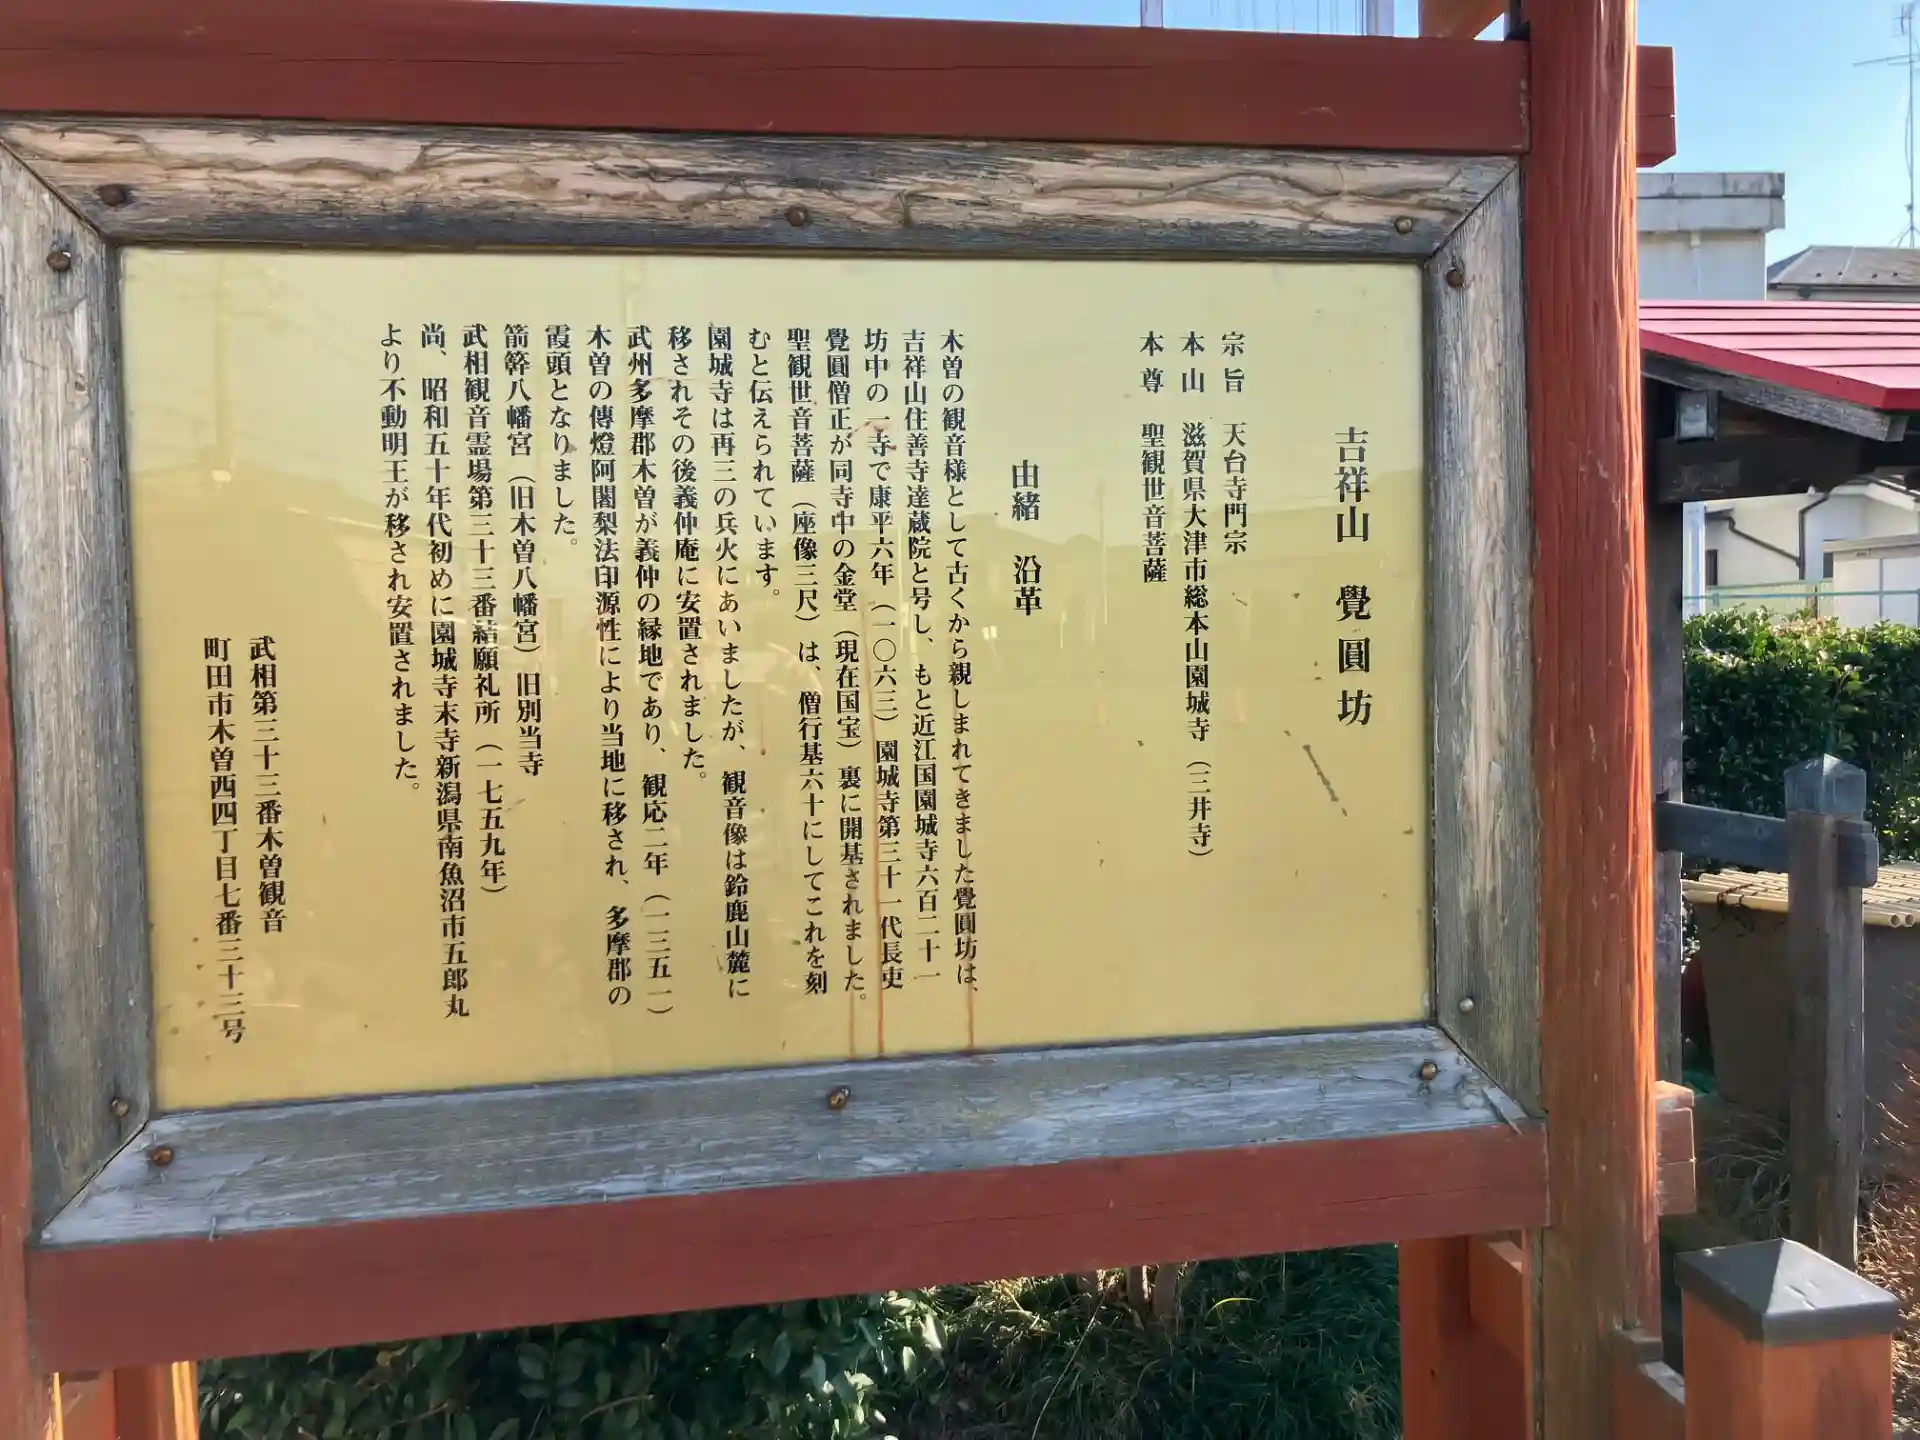 吉祥山　覺圓坊
宗旨　天台寺門宗
本山　滋賀県大津市総本山園城寺（三井寺）
本尊　聖観世音菩薩
由緒　沿革
木曽の観音様として古くから親しまれてきました覺圓坊は、
吉祥山住善寺達蔵院と号し、もと近江国園城寺六百二十一
坊中の一寺で康平六年（一〇六三）園城寺第三十一代長吏
覺圓僧正が同寺中の金堂（現在国宝）裏に開基されました。
聖観世音菩薩（座像三尺）は、僧行基六十にしてこれを刻
むと伝えられています。
園城寺は再三の兵火にあいましたが、観音像は鈴鹿山麓に
移されその後義仲庵に安置されました。
武州多摩郡木曽が義仲の縁地であり、観応二年（一三五一）
木曽の傳燈阿闍梨法印源性により当地に移され、多摩郡の
霞頭となりました。
箭簳八幡宮（旧木曽八幡宮）旧別当寺
武相観音霊場第三十三番結願礼所（一七五九年）
尚、昭和五十年代初めに園城寺末寺新潟県南魚沼市五郎丸
より不動明王が移され安置されました。
武相第三十三番木曽観音
町田市木曽西四丁目七番三十三号